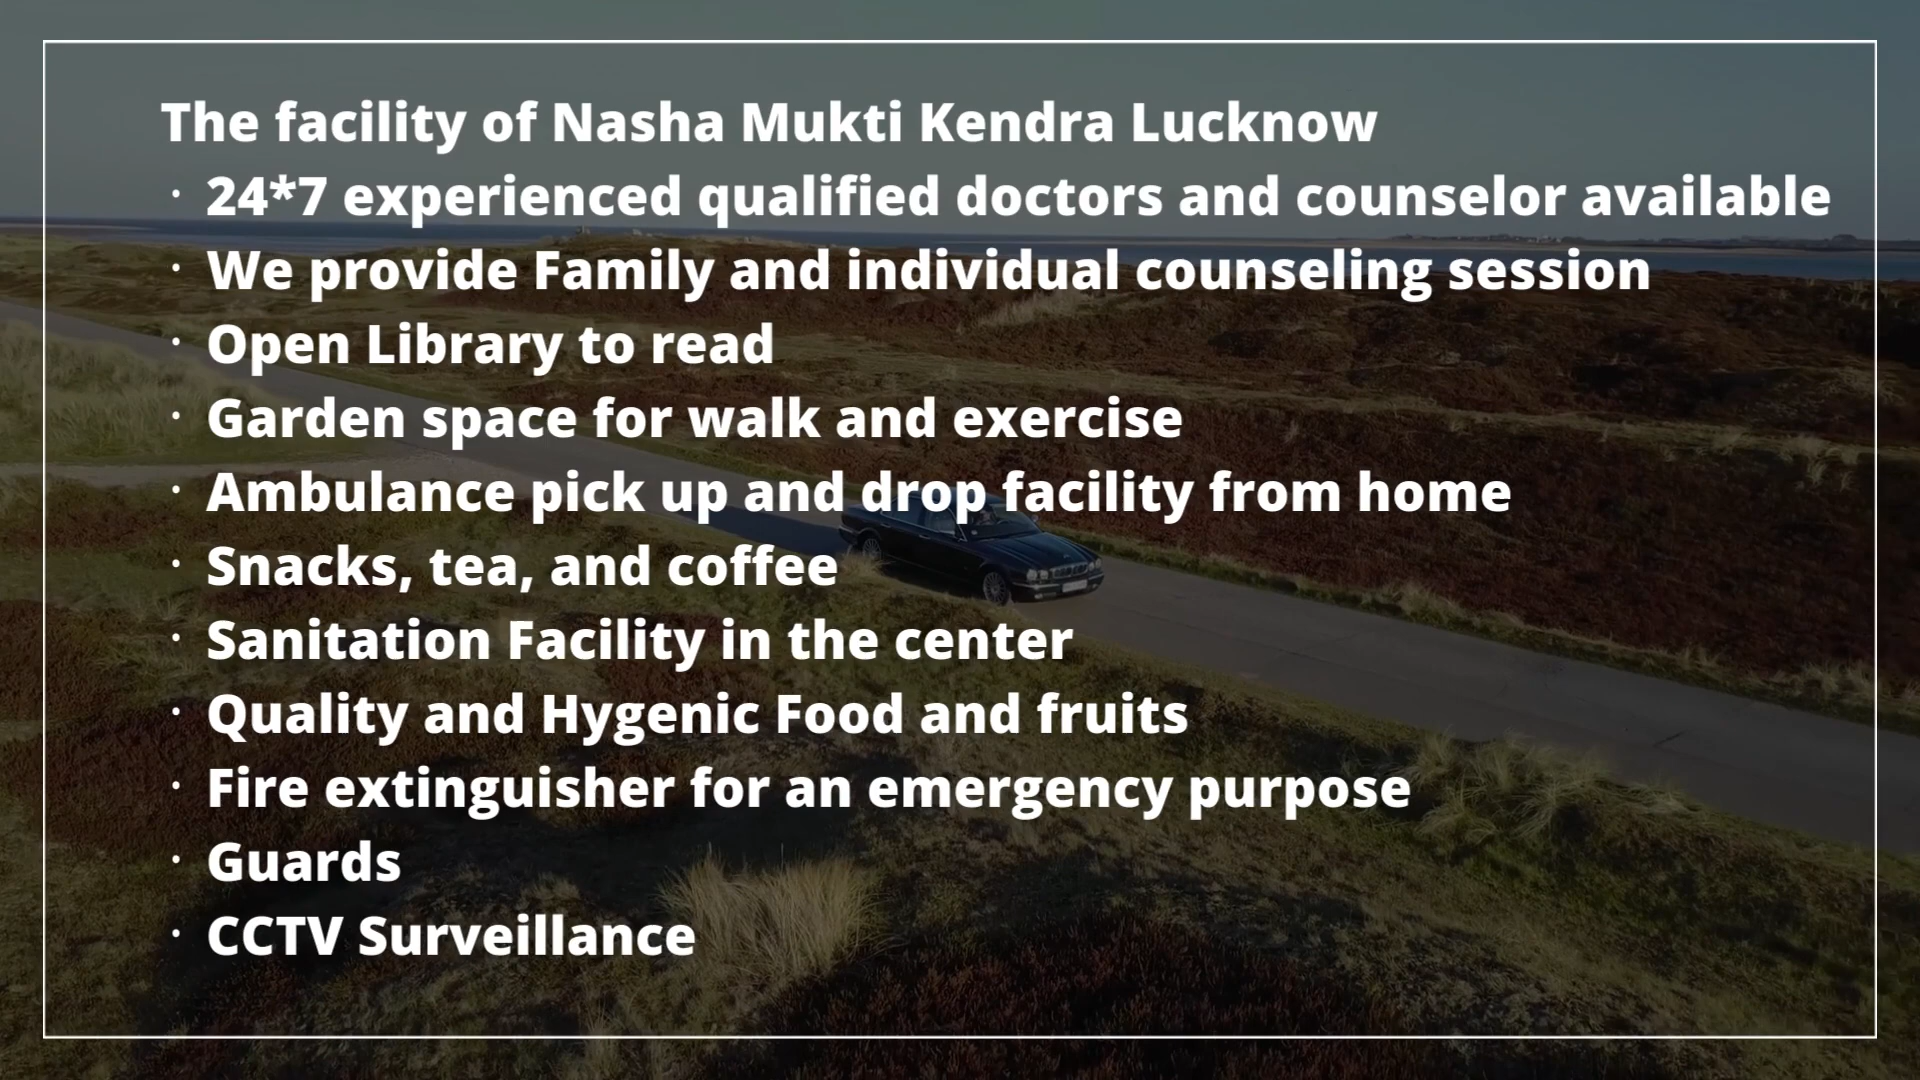 The facility of Nasha Mukti Kendra Lucknow
· 24*7 experienced qualified doctors and counselor available
· We provide Family and individual counseling session
· Open Library to read
· Garden space for walk and exercise
· Ambulance pick up and drop facility from home
· Snacks, tea, and coffee
· Sanitation Facility in the center
· Quality and Hygenic Food and fruits
· Fire extinguisher for an emergency purpose
· Guards
· CCTV Surveillance